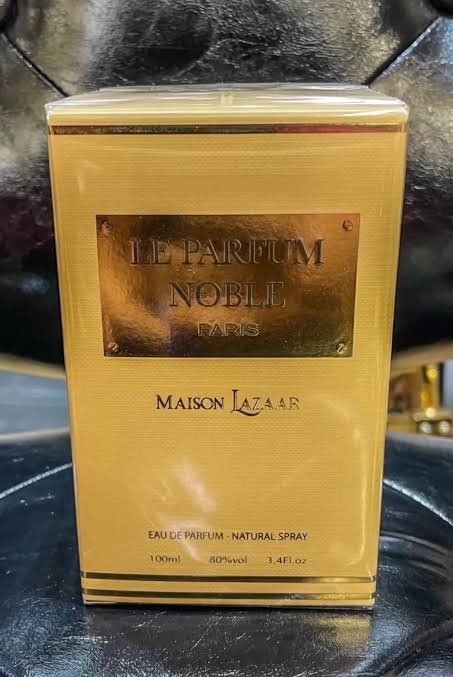 LE PARFUM
NOBLE
PARIS
MAISON LAZAAR
EAU DE PARFUM - NATURAL SPRAY
100ml 80%vol 3,4Fl.oz